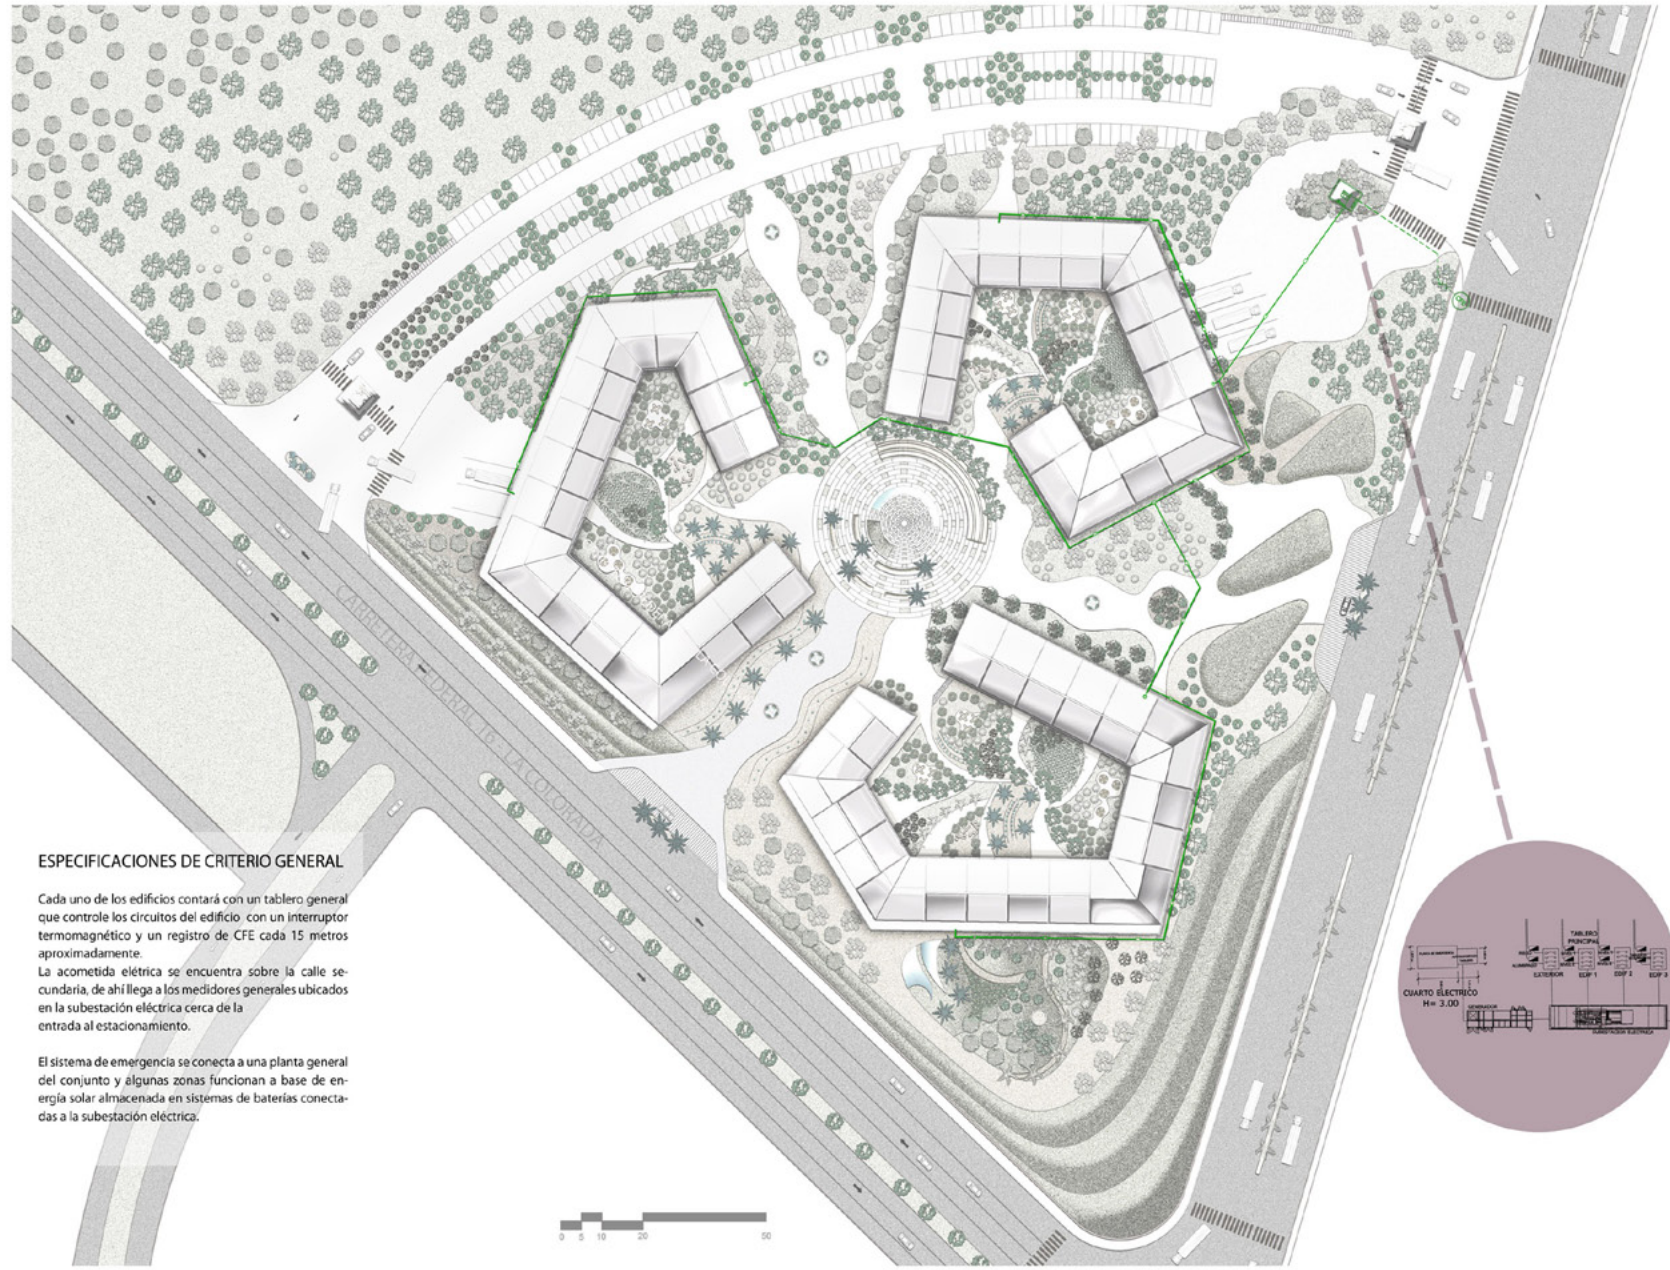 CARRETERA FEDERAL 16 - LA COLORADA
ESPECIFICACIONES DE CRITERIO GENERAL
Cada uno de los edificios contará con un tablero general
que controle los circuitos del edificio con un interruptor
termomagnético y un registro de CFE cada 15 metros
aproximadamente.
La acometida elétrica se encuentra sobre la calle se-
cundaria, de ahí llega a los medidores generales ubicados
en la subestación eléctrica cerca de la
entrada al estacionamiento.
El sistema de emergencia se conecta a una planta general
del conjunto y algunas zonas funcionan a base de en-
ergía solar almacenada en sistemas de baterías conecta-
das a la subestación eléctrica.
TABLERO
PRINCIPAL
EXTERIOR EDIF 1 EDIF 2 EDIF 3
CUARTO ELECTRICO
H= 3.00
GENERADOR
SUBESTACION ELECTRICA
0 5 10 20 50